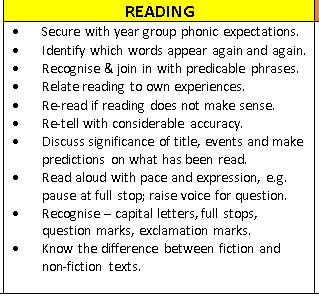 READING
• Secure with year group phonic expectations.
• Identify which words appear again and again.
• Recognise & join in with predicable phrases.
• Relate reading to own experiences.
• Re-read if reading does not make sense.
• Re-tell with considerable accuracy.
• Discuss significance of title, events and make
predictions on what has been read.
• Read aloud with pace and expression, e.g.
pause at full stop; raise voice for question.
• Recognise – capital letters, full stops,
question marks, exclamation marks.
• Know the difference between fiction and
non-fiction texts.